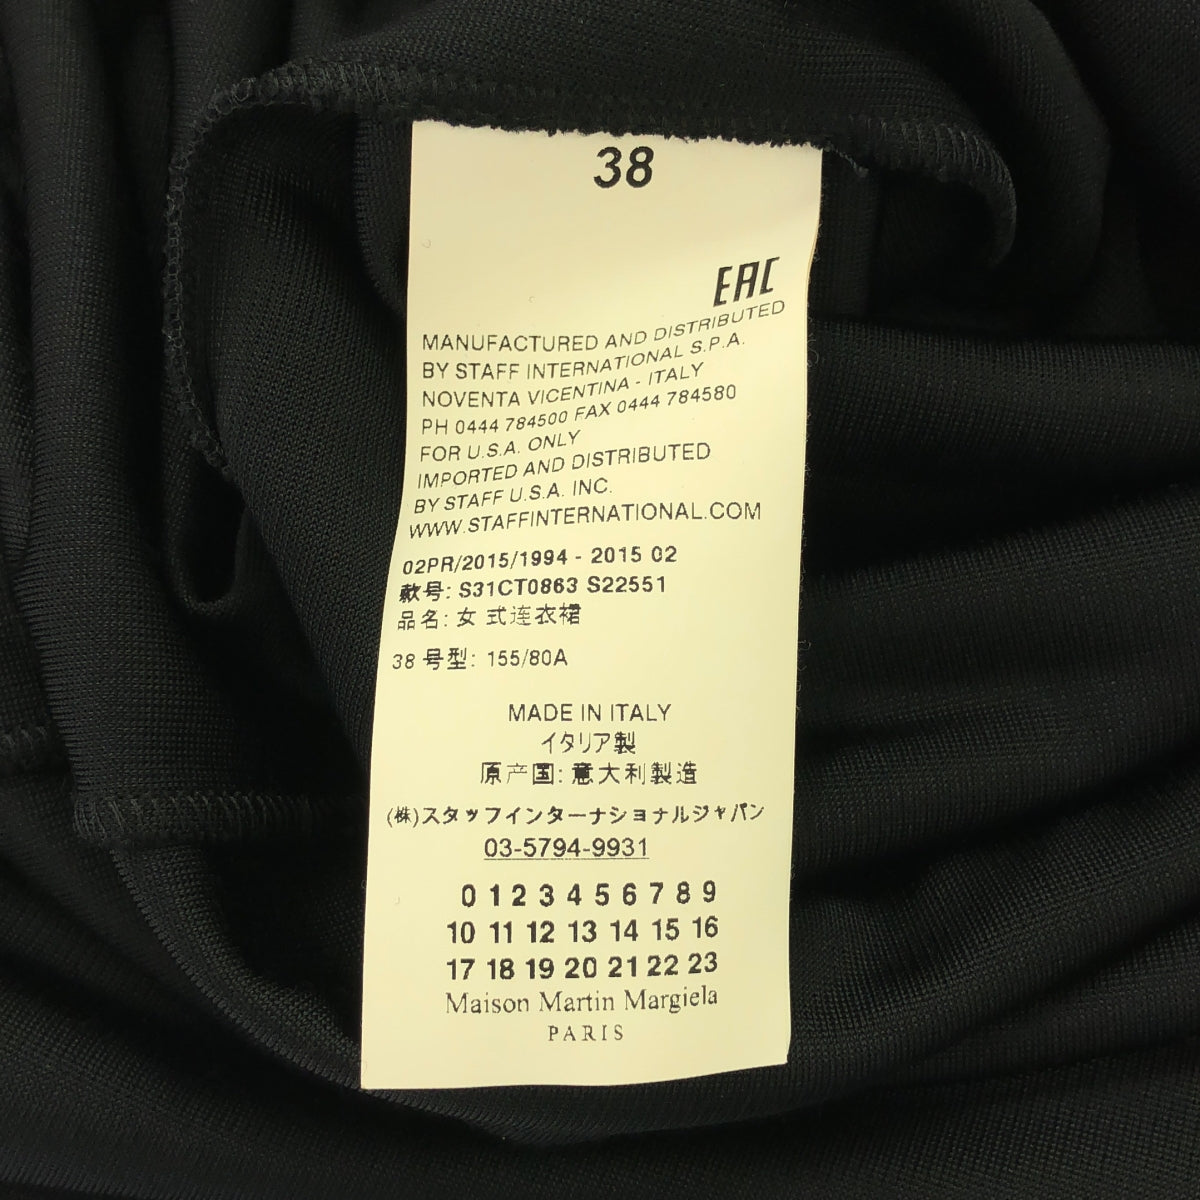 38
EAC
MANUFACTURED AND DISTRIBUTED
BY STAFF INTERNATIONAL S.P.A.
NOVENTA VICENTINA - ITALY
PH 0444 784500 FAX 0444 784580
FOR U.S.A. ONLY
IMPORTED AND DISTRIBUTED
BY STAFF U.S.A. INC.
WWW.STAFFINTERNATIONAL.COM
02PR/2015/1994 - 2015 02
款号: S31CT0863 S22551
品名: 女 式连衣裙
38 号型: 155/80A
MADE IN ITALY
イタリア製
原产国: 意大利製造
(株)スタッフインターナショナルジャパン
03-5794-9931
0 1 2 3 4 5 6 7 8 9
10 11 12 13 14 15 16
17 18 19 20 21 22 23
Maison Martin Margiela
PARIS